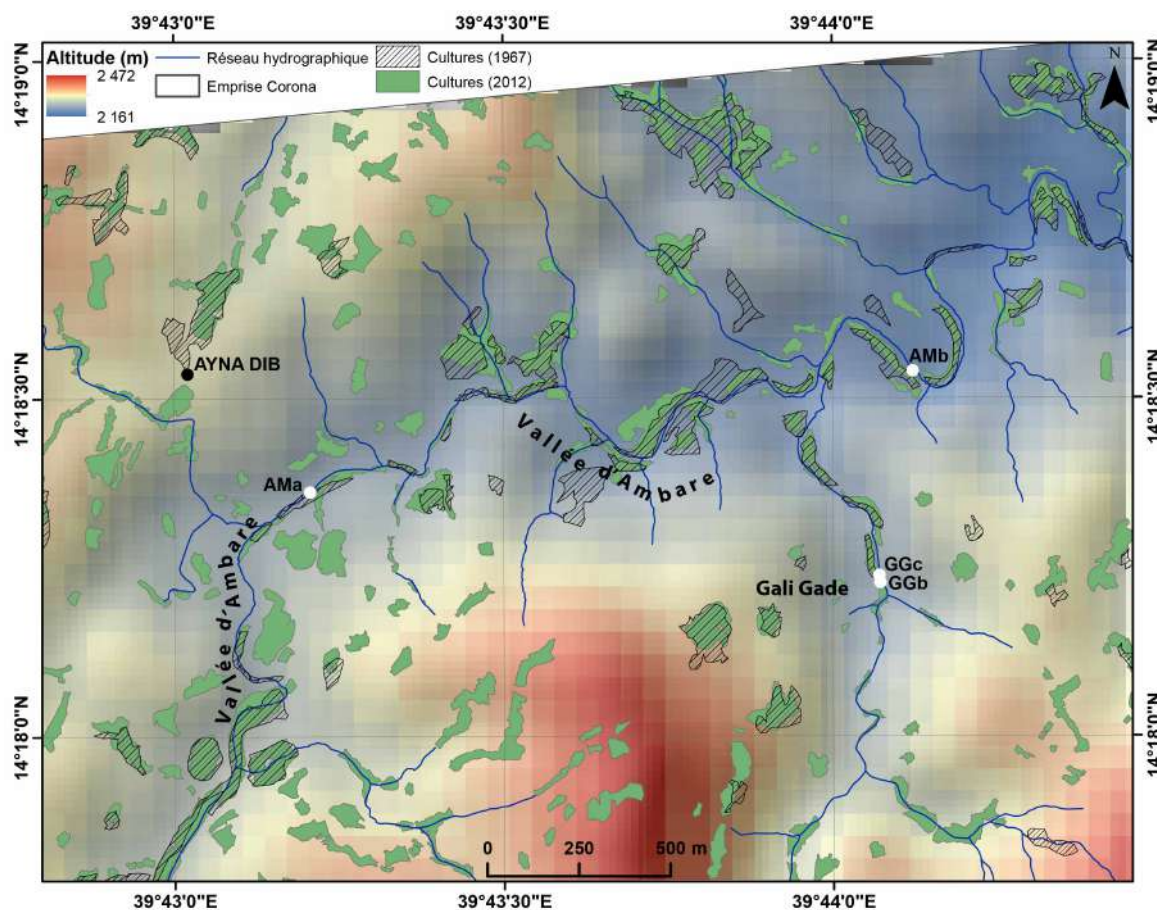 39°43'0"E 39°43'30"E 39°44'0"E
14°19'0"N 14°19'0"N
Altitude (m)
2 472
2 161
Réseau hydrographique
Emprise Corona
Cultures (1967)
Cultures (2012)
N
AYNA DIB
14°18'30"N 14°18'30"N
AMb
Vallée d'Ambare
AMa
Vallée d'Ambare
GGc
Gali Gade GGb
14°18'0"N 14°18'0"N
0 250 500 m
39°43'0"E 39°43'30"E 39°44'0"E